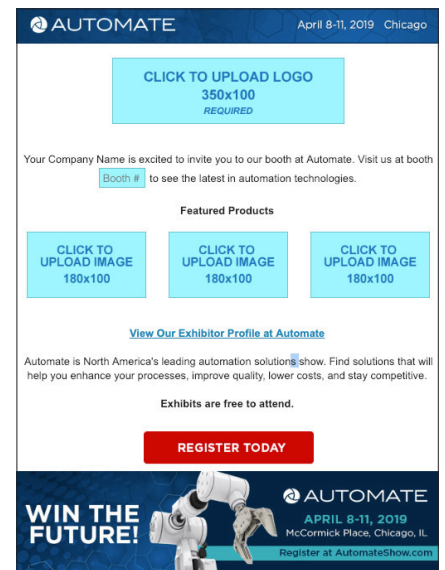 AUTOMATE
April 8-11, 2019 Chicago
CLICK TO UPLOAD LOGO
350x100
REQUIRED
Your Company Name is excited to invite you to our booth at Automate. Visit us at booth
Booth # to see the latest in automation technologies.
Featured Products
CLICK TO
UPLOAD IMAGE
180x100
CLICK TO
UPLOAD IMAGE
180x100
CLICK TO
UPLOAD IMAGE
180x100
View Our Exhibitor Profile at Automate
Automate is North America's leading automation solutions show. Find solutions that will
help you enhance your processes, improve quality, lower costs, and stay competitive.
Exhibits are free to attend.
REGISTER TODAY
WIN THE
FUTURE!
AUTOMATE
APRIL 8-11, 2019
McCormick Place, Chicago, IL
Register at AutomateShow.com